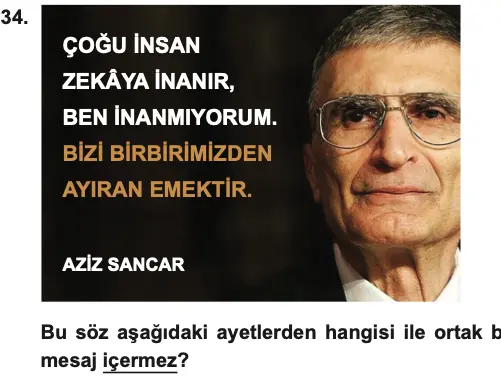 34.
ÇOĞU İNSAN
ZEKÂYA İNANIR,
BEN İNANMIYORUM.
BİZİ BİRBİRİMİZDEN
AYIRAN EMEKTİR.
AZİZ SANCAR
Bu söz aşağıdaki ayetlerden hangisi ile ortak b
mesaj içermez?